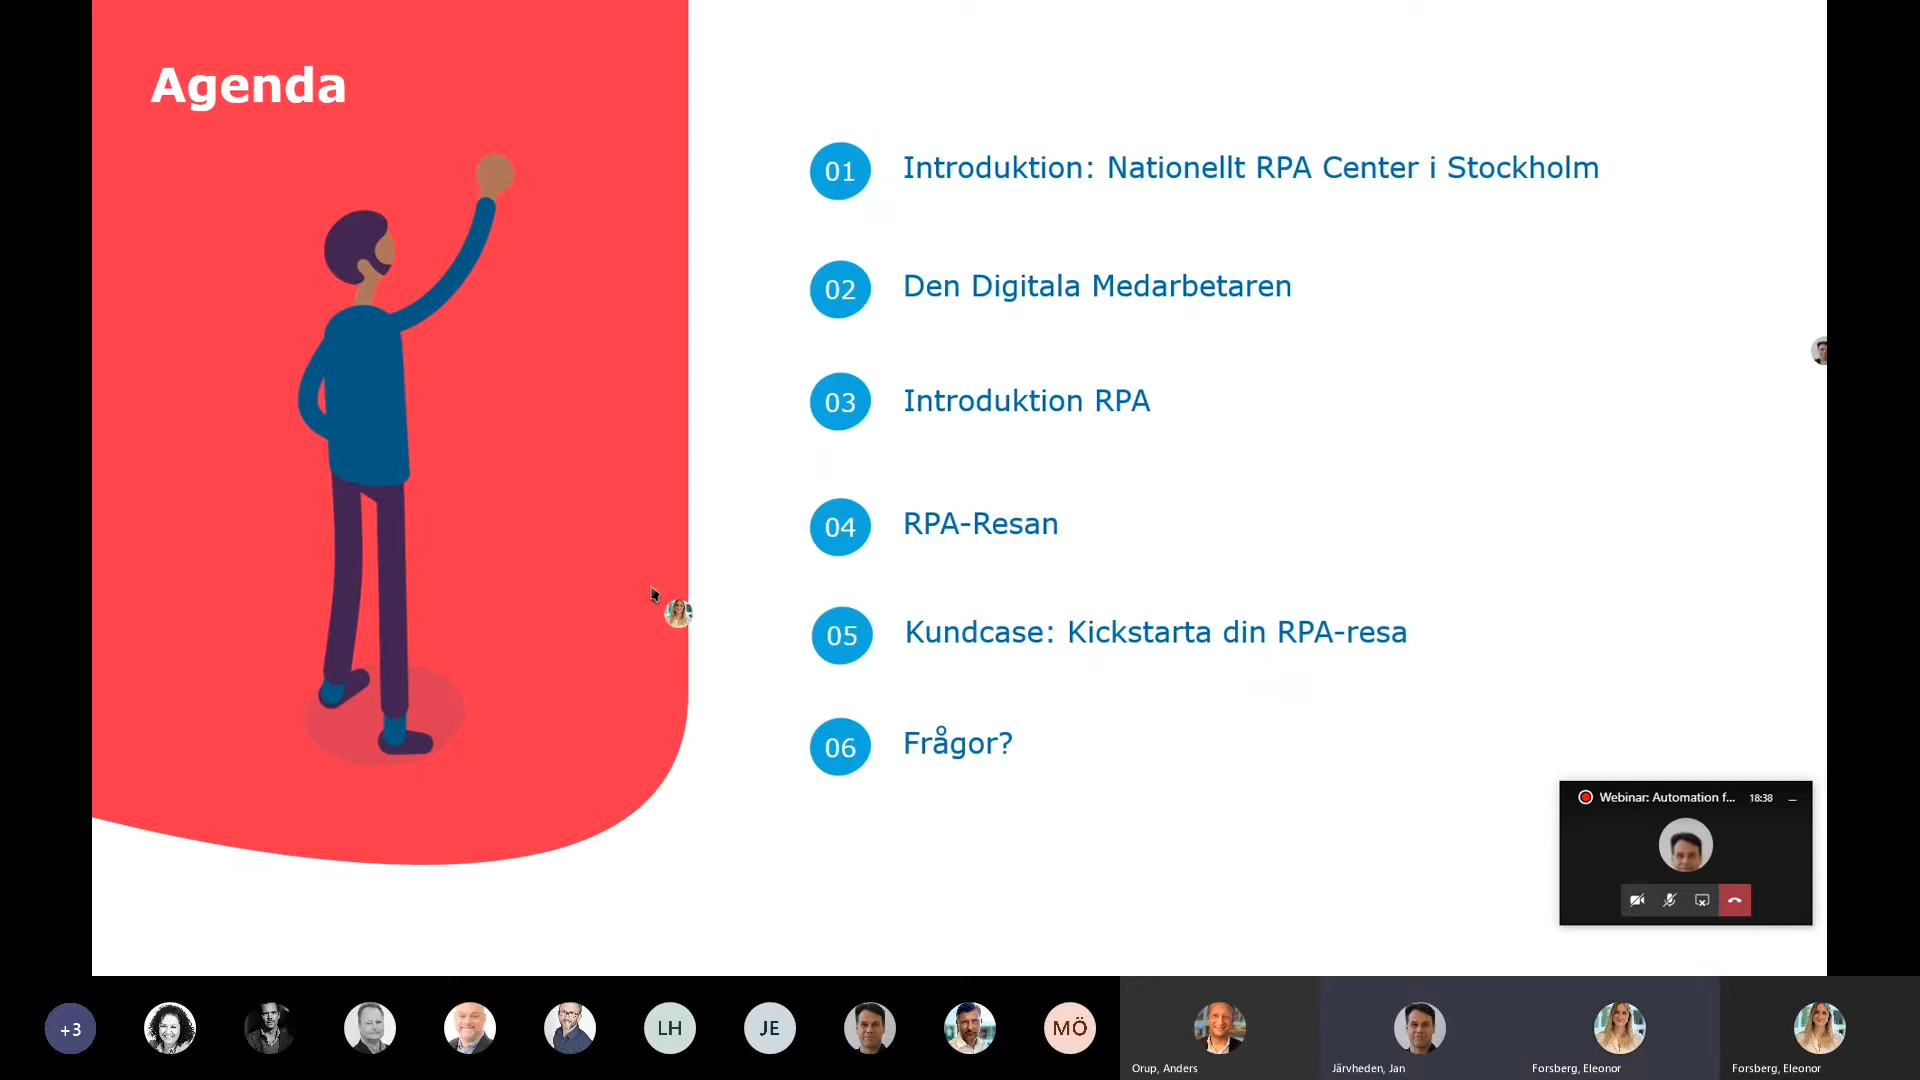 Agenda
01 Introduktion: Nationellt RPA Center i Stockholm
02 Den Digitala Medarbetaren
03 Introduktion RPA
04 RPA-Resan
05 Kundcase: Kickstarta din RPA-resa
06 Frågor?
Webinar: Automation f... 18:38
+3 LH JE MÖ
Orup, Anders Järvheden, Jan Forsberg, Eleonor Forsberg, Eleonor